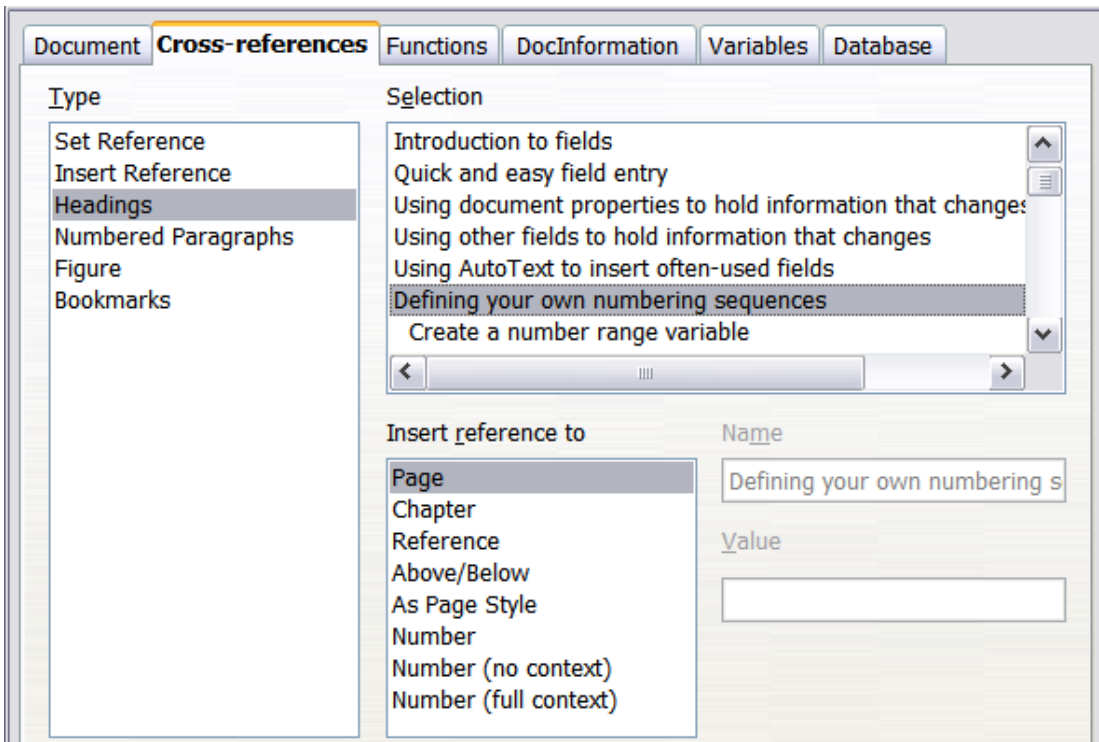 Document Cross-references Functions DocInformation Variables Database
Type
Set Reference
Insert Reference
Headings
Numbered Paragraphs
Figure
Bookmarks
Selection
Introduction to fields
Quick and easy field entry
Using document properties to hold information that changes
Using other fields to hold information that changes
Using AutoText to insert often-used fields
Defining your own numbering sequences
Create a number range variable
Insert reference to
Page
Chapter
Reference
Above/Below
As Page Style
Number
Number (no context)
Number (full context)
Name
Defining your own numbering s
Value